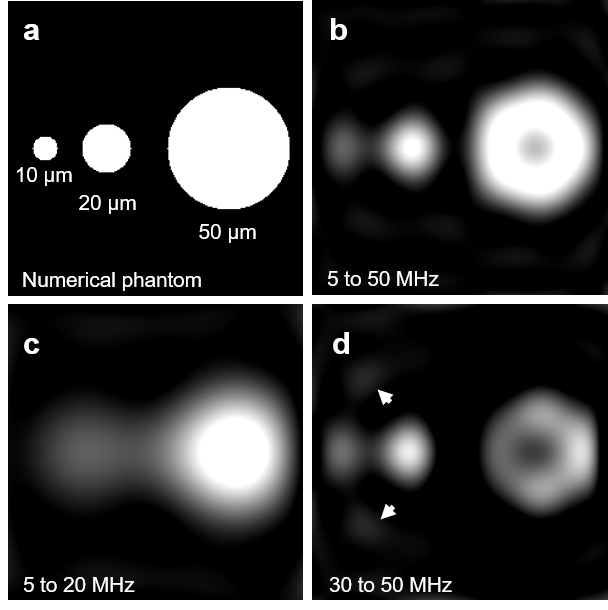 a
10 µm
20 µm
50 µm
Numerical phantom
b
5 to 50 MHz
c
5 to 20 MHz
d
30 to 50 MHz